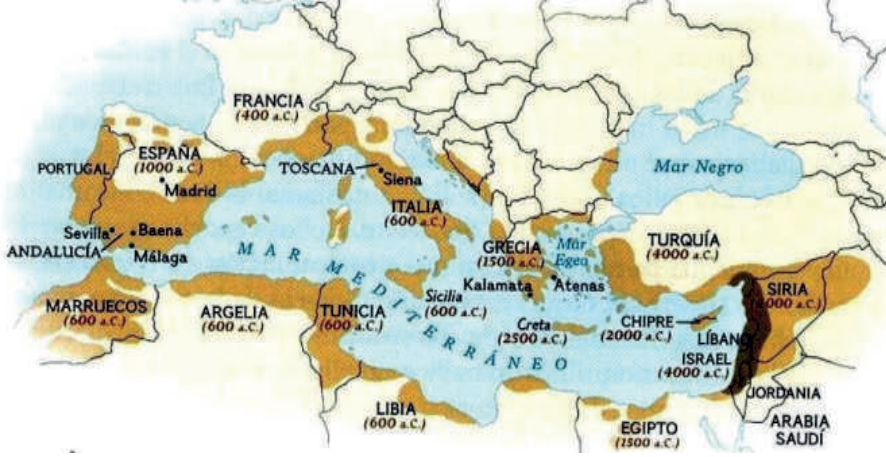 FRANCIA
(400 a.C.)
ESPAÑA
(1000 a.C.)
PORTUGAL
Madrid
TOSCANA
Siena
ITALIA
(600 a.C.)
Mar Negro
Sevilla
Baena
ANDALUCÍA
Málaga
MAR MEDITERRÁNEO
GRECIA
(1500 a.C.)
Mar
Egeo
TURQUÍA
(4000 a.C.)
Kalamata
Atenas
MARRUECOS
(600 a.C.)
ARGELIA
(600 a.C.)
TUNICIA
(600 a.C.)
Sicilia
(600 a.C.)
Creta
(2500 a.C.)
CHIPRE
(2000 a.C.)
SIRIA
a.C.)
LÍBANO
ISRAEL
(4000 a.C.)
JORDANIA
LIBIA
(600 a.C.)
EGIPTO
(1500 a.C.)
ARABIA
SAUDÍ